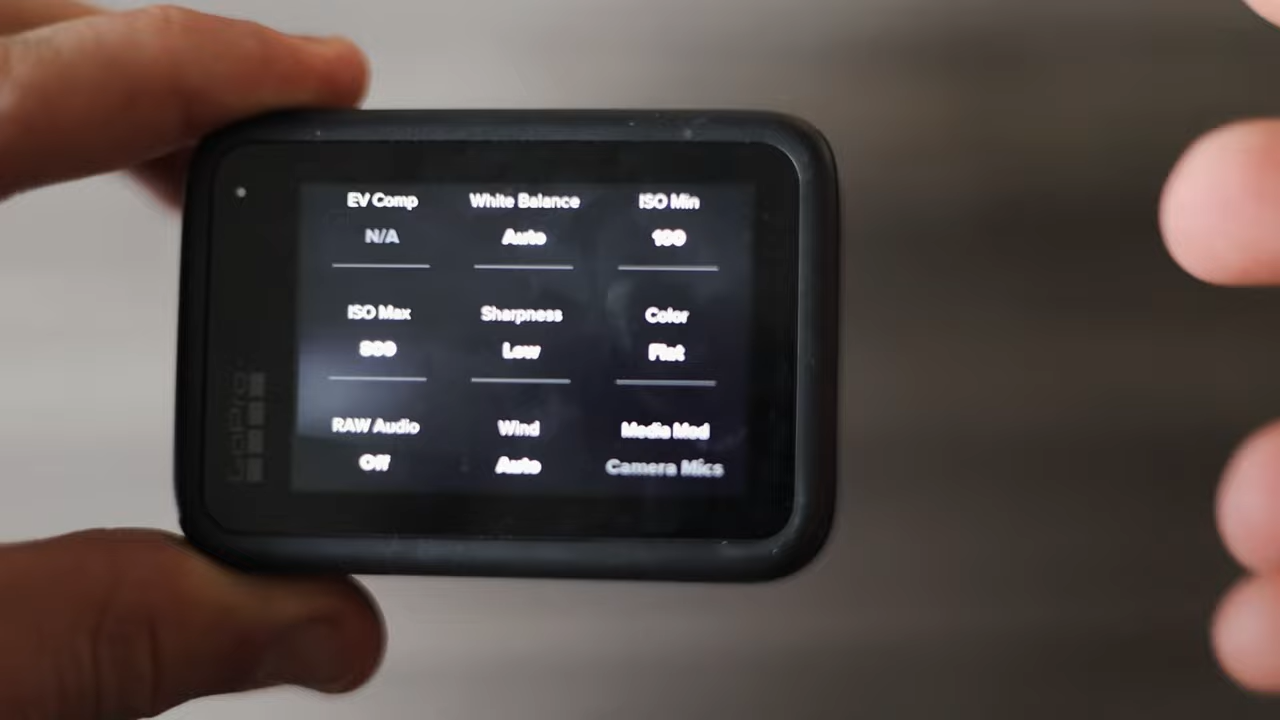 EV Comp White Balance ISO Min
N/A Auto 100
ISO Max Sharpness Color
800 Low Flat
RAW Audio Wind Media Mod
Off Auto Camera Mics
GoPro